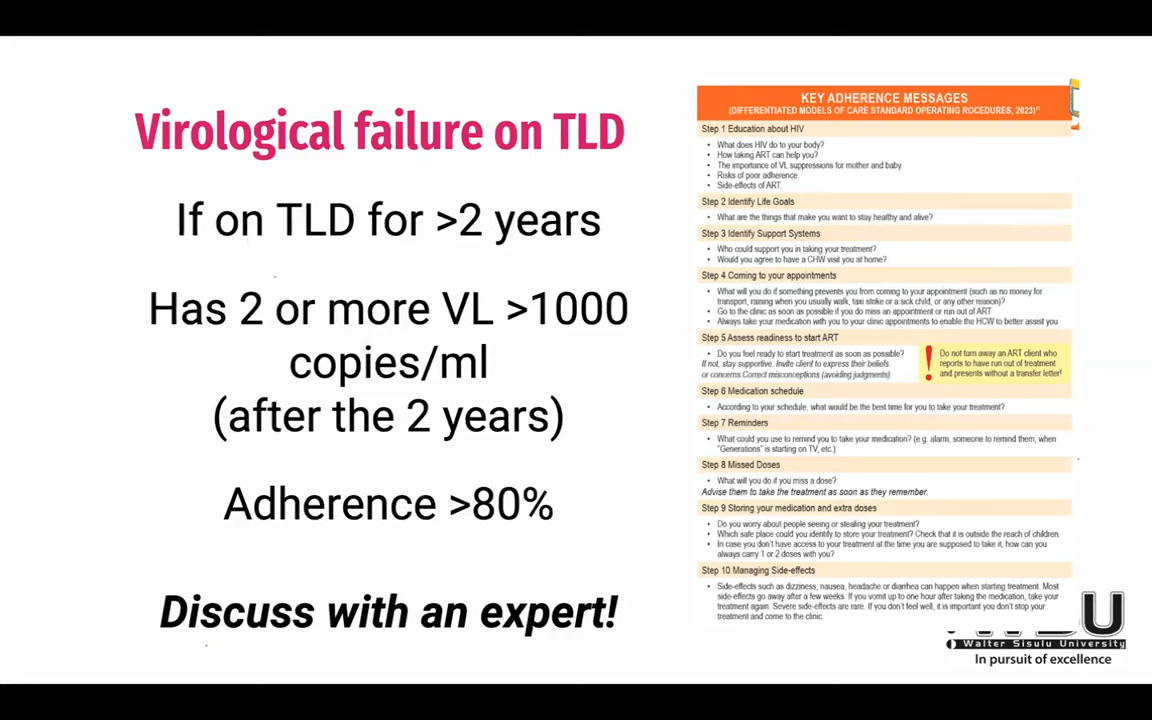 Virological failure on TLD
If on TLD for >2 years
Has 2 or more VL >1000
copies/ml
(after the 2 years)
Adherence >80%
Discuss with an expert!
KEY ADHERENCE MESSAGES
(DIFFERENTIATED MODELS OF CARE STANDARD OPERATING ROCEDURES, 2023)
Step 1 Education about HIV
• What does HIV do to your body?
• How taking ART can help you?
• The importance of VL suppressions for mother and baby.
• Risks of poor adherence.
• Side-effects of ART.
Step 2 Identify Life Goals
• What are the things that make you want to stay healthy and alive?
Step 3 Identify Support Systems
• Who could support you in taking your treatment?
• Would you agree to have a CHW visit you at home?
Step 4 Coming to your appointments
• What will you do if something prevents you from coming to your appointment (such as no money for
transport, raining when you usually walk, taxi strike or a sick child, or any other reason)?
• Go to the clinic as soon as possible if you do miss an appointment or run out of ART
• Always take your medication with you to your clinic appointments to enable the HCW to better assist you
Step 5 Assess readiness to start ART
• Do you feel ready to start treatment as soon as possible?
If not, stay supportive. Invite client to express their beliefs
or concerns Correct misconceptions (avoiding judgments).
! Do not turn away an ART client who
reports to have run out of treatment
and presents without a transfer letter!
Step 6 Medication schedule
• According to your schedule, what would be the best time for you to take your treatment?
Step 7 Reminders
• What could you use to remind you to take your medication? (e.g. alarm, someone to remind them, when
"Generations" is starting on TV, etc.)
Step 8 Missed Doses
• What will you do if you miss a dose?
Advise them to take the treatment as soon as they remember.
Step 9 Storing your medication and extra doses
• Do you worry about people seeing or stealing your treatment?
• Which safe place could you identify to store your treatment? Check that it is outside the reach of children.
• In case you don't have access to your treatment at the time you are supposed to take it, how can you
always carry 1 or 2 doses with you?
Step 10 Managing Side-effects
• Side-effects such as dizziness, nausea, headache or diarrhea can happen when starting treatment. Most
side-effects go away after a few weeks. If you vomit up to one hour after taking the medication, take your
treatment again. Severe side-effects are rare. If you don't feel well, it is important you don't stop your
treatment and come to the clinic.
Walter Sisulu University
In pursuit of excellence